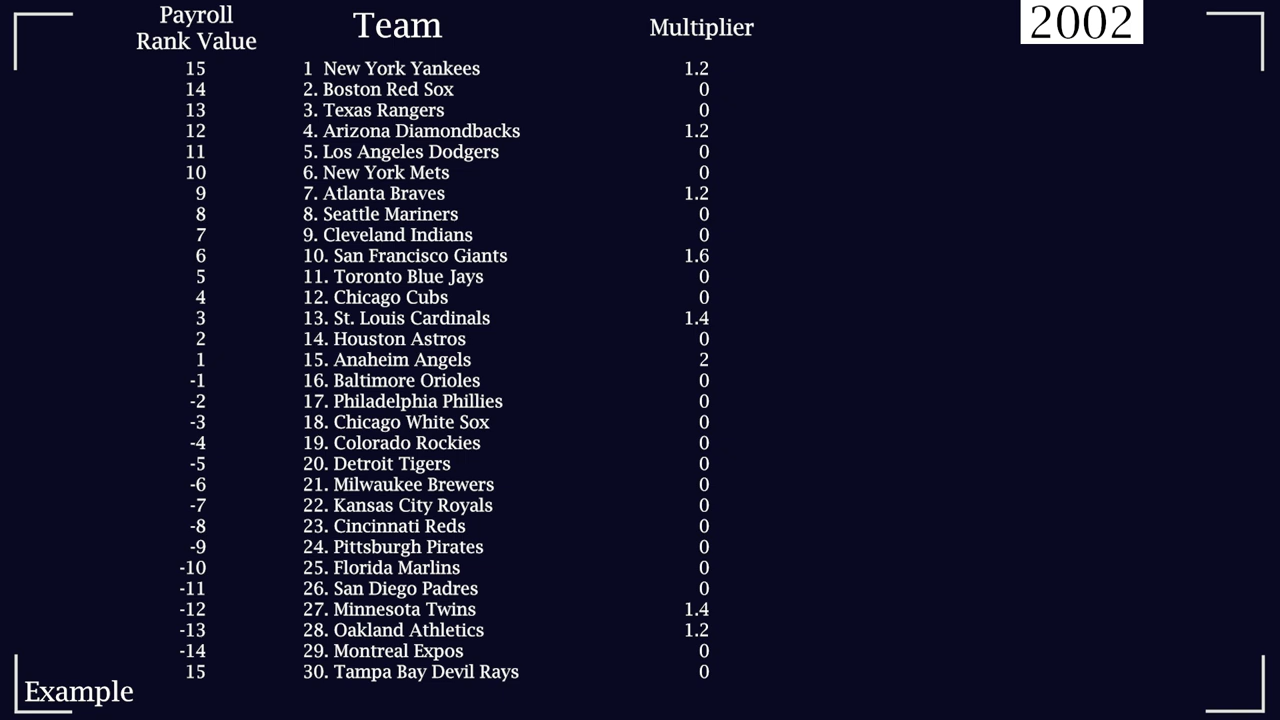 Payroll Rank Value Team Multiplier 2002
15 1 New York Yankees 1.2
14 2. Boston Red Sox 0
13 3. Texas Rangers 0
12 4. Arizona Diamondbacks 1.2
11 5. Los Angeles Dodgers 0
10 6. New York Mets 0
9 7. Atlanta Braves 1.2
8 8. Seattle Mariners 0
7 9. Cleveland Indians 0
6 10. San Francisco Giants 1.6
5 11. Toronto Blue Jays 0
4 12. Chicago Cubs 0
3 13. St. Louis Cardinals 1.4
2 14. Houston Astros 0
1 15. Anaheim Angels 2
-1 16. Baltimore Orioles 0
-2 17. Philadelphia Phillies 0
-3 18. Chicago White Sox 0
-4 19. Colorado Rockies 0
-5 20. Detroit Tigers 0
-6 21. Milwaukee Brewers 0
-7 22. Kansas City Royals 0
-8 23. Cincinnati Reds 0
-9 24. Pittsburgh Pirates 0
-10 25. Florida Marlins 0
-11 26. San Diego Padres 0
-12 27. Minnesota Twins 1.4
-13 28. Oakland Athletics 1.2
-14 29. Montreal Expos 0
15 30. Tampa Bay Devil Rays 0
Example